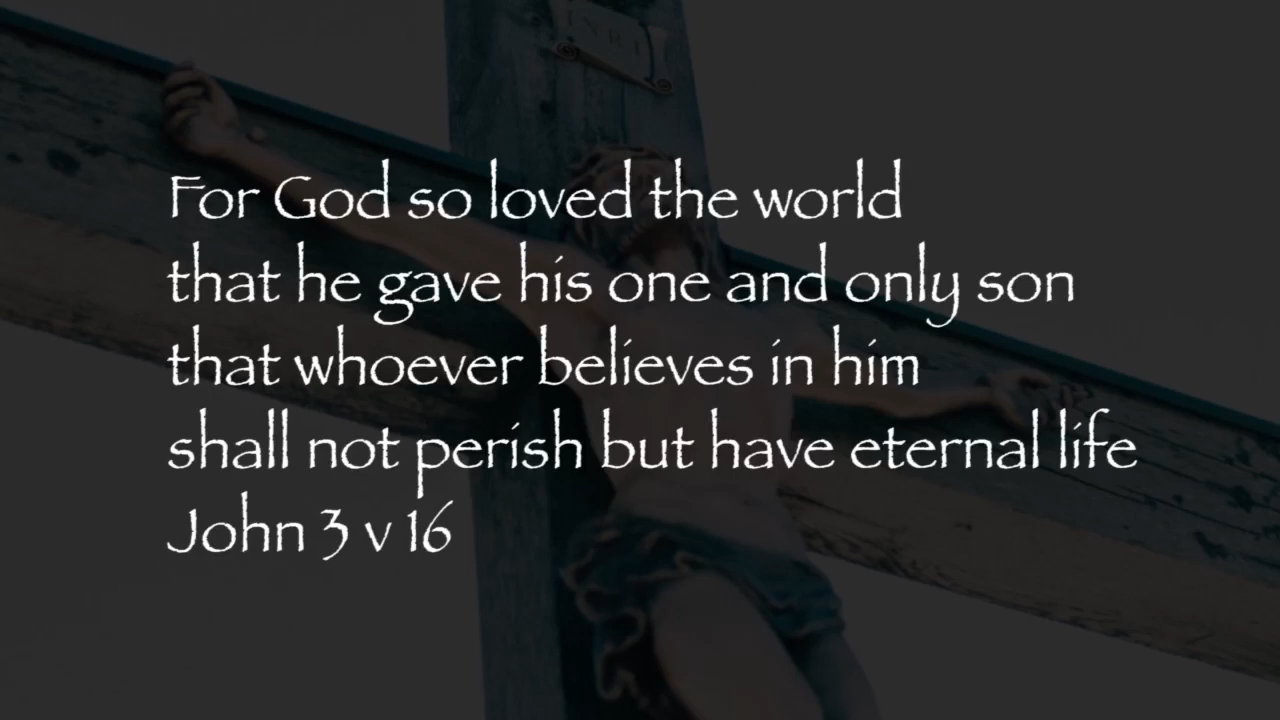 INRI
For God so loved the world
that he gave his one and only son
that whoever believes in him
shall not perish but have eternal life
John 3 v 16